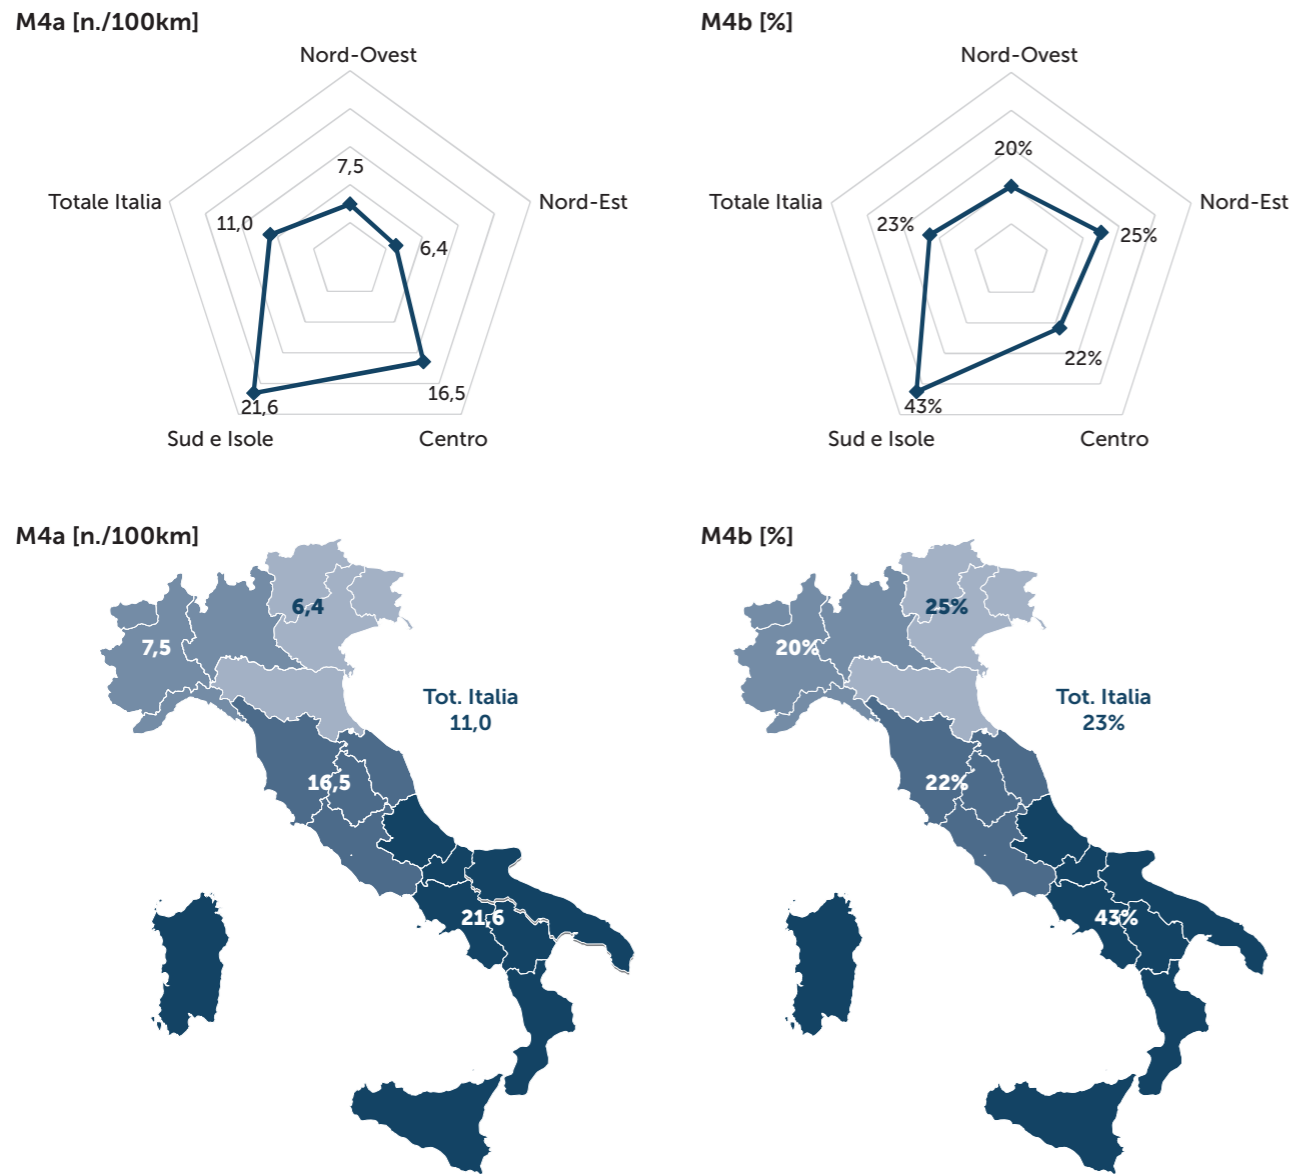 M4a [n./100km]
Nord-Ovest
7,5
Totale Italia
11,0
Nord-Est
6,4
21,6
16,5
Sud e Isole
Centro
M4b [%]
Nord-Ovest
20%
Totale Italia
23%
Nord-Est
25%
22%
43%
Sud e Isole
Centro
M4a [n./100km]
6,4
7,5
Tot. Italia
11,0
16,5
21,6
M4b [%]
25%
20%
Tot. Italia
23%
22%
43%